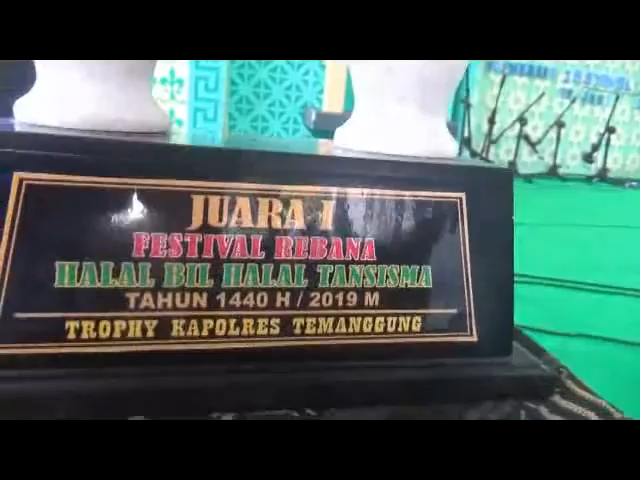 JUARA I
FESTIVAL REBANA
HALAL BIL HALAL TANSISMA
TAHUN 1440 H / 2019 M
TROPHY KAPOLRES TEMANGGUNG